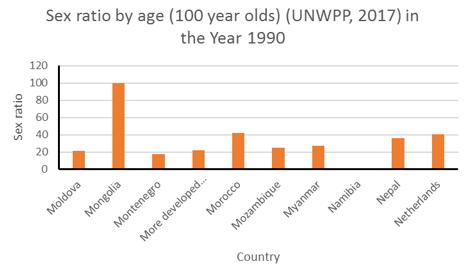 Sex ratio by age (100 year olds) (UNWPP, 2017) in
the Year 1990
120
100
80
60
40
20
0
Sex ratio
Moldova
Mongolia
Montenegro
More developed...
Morocco
Mozambique
Myanmar
Namibia
Nepal
Netherlands
Country